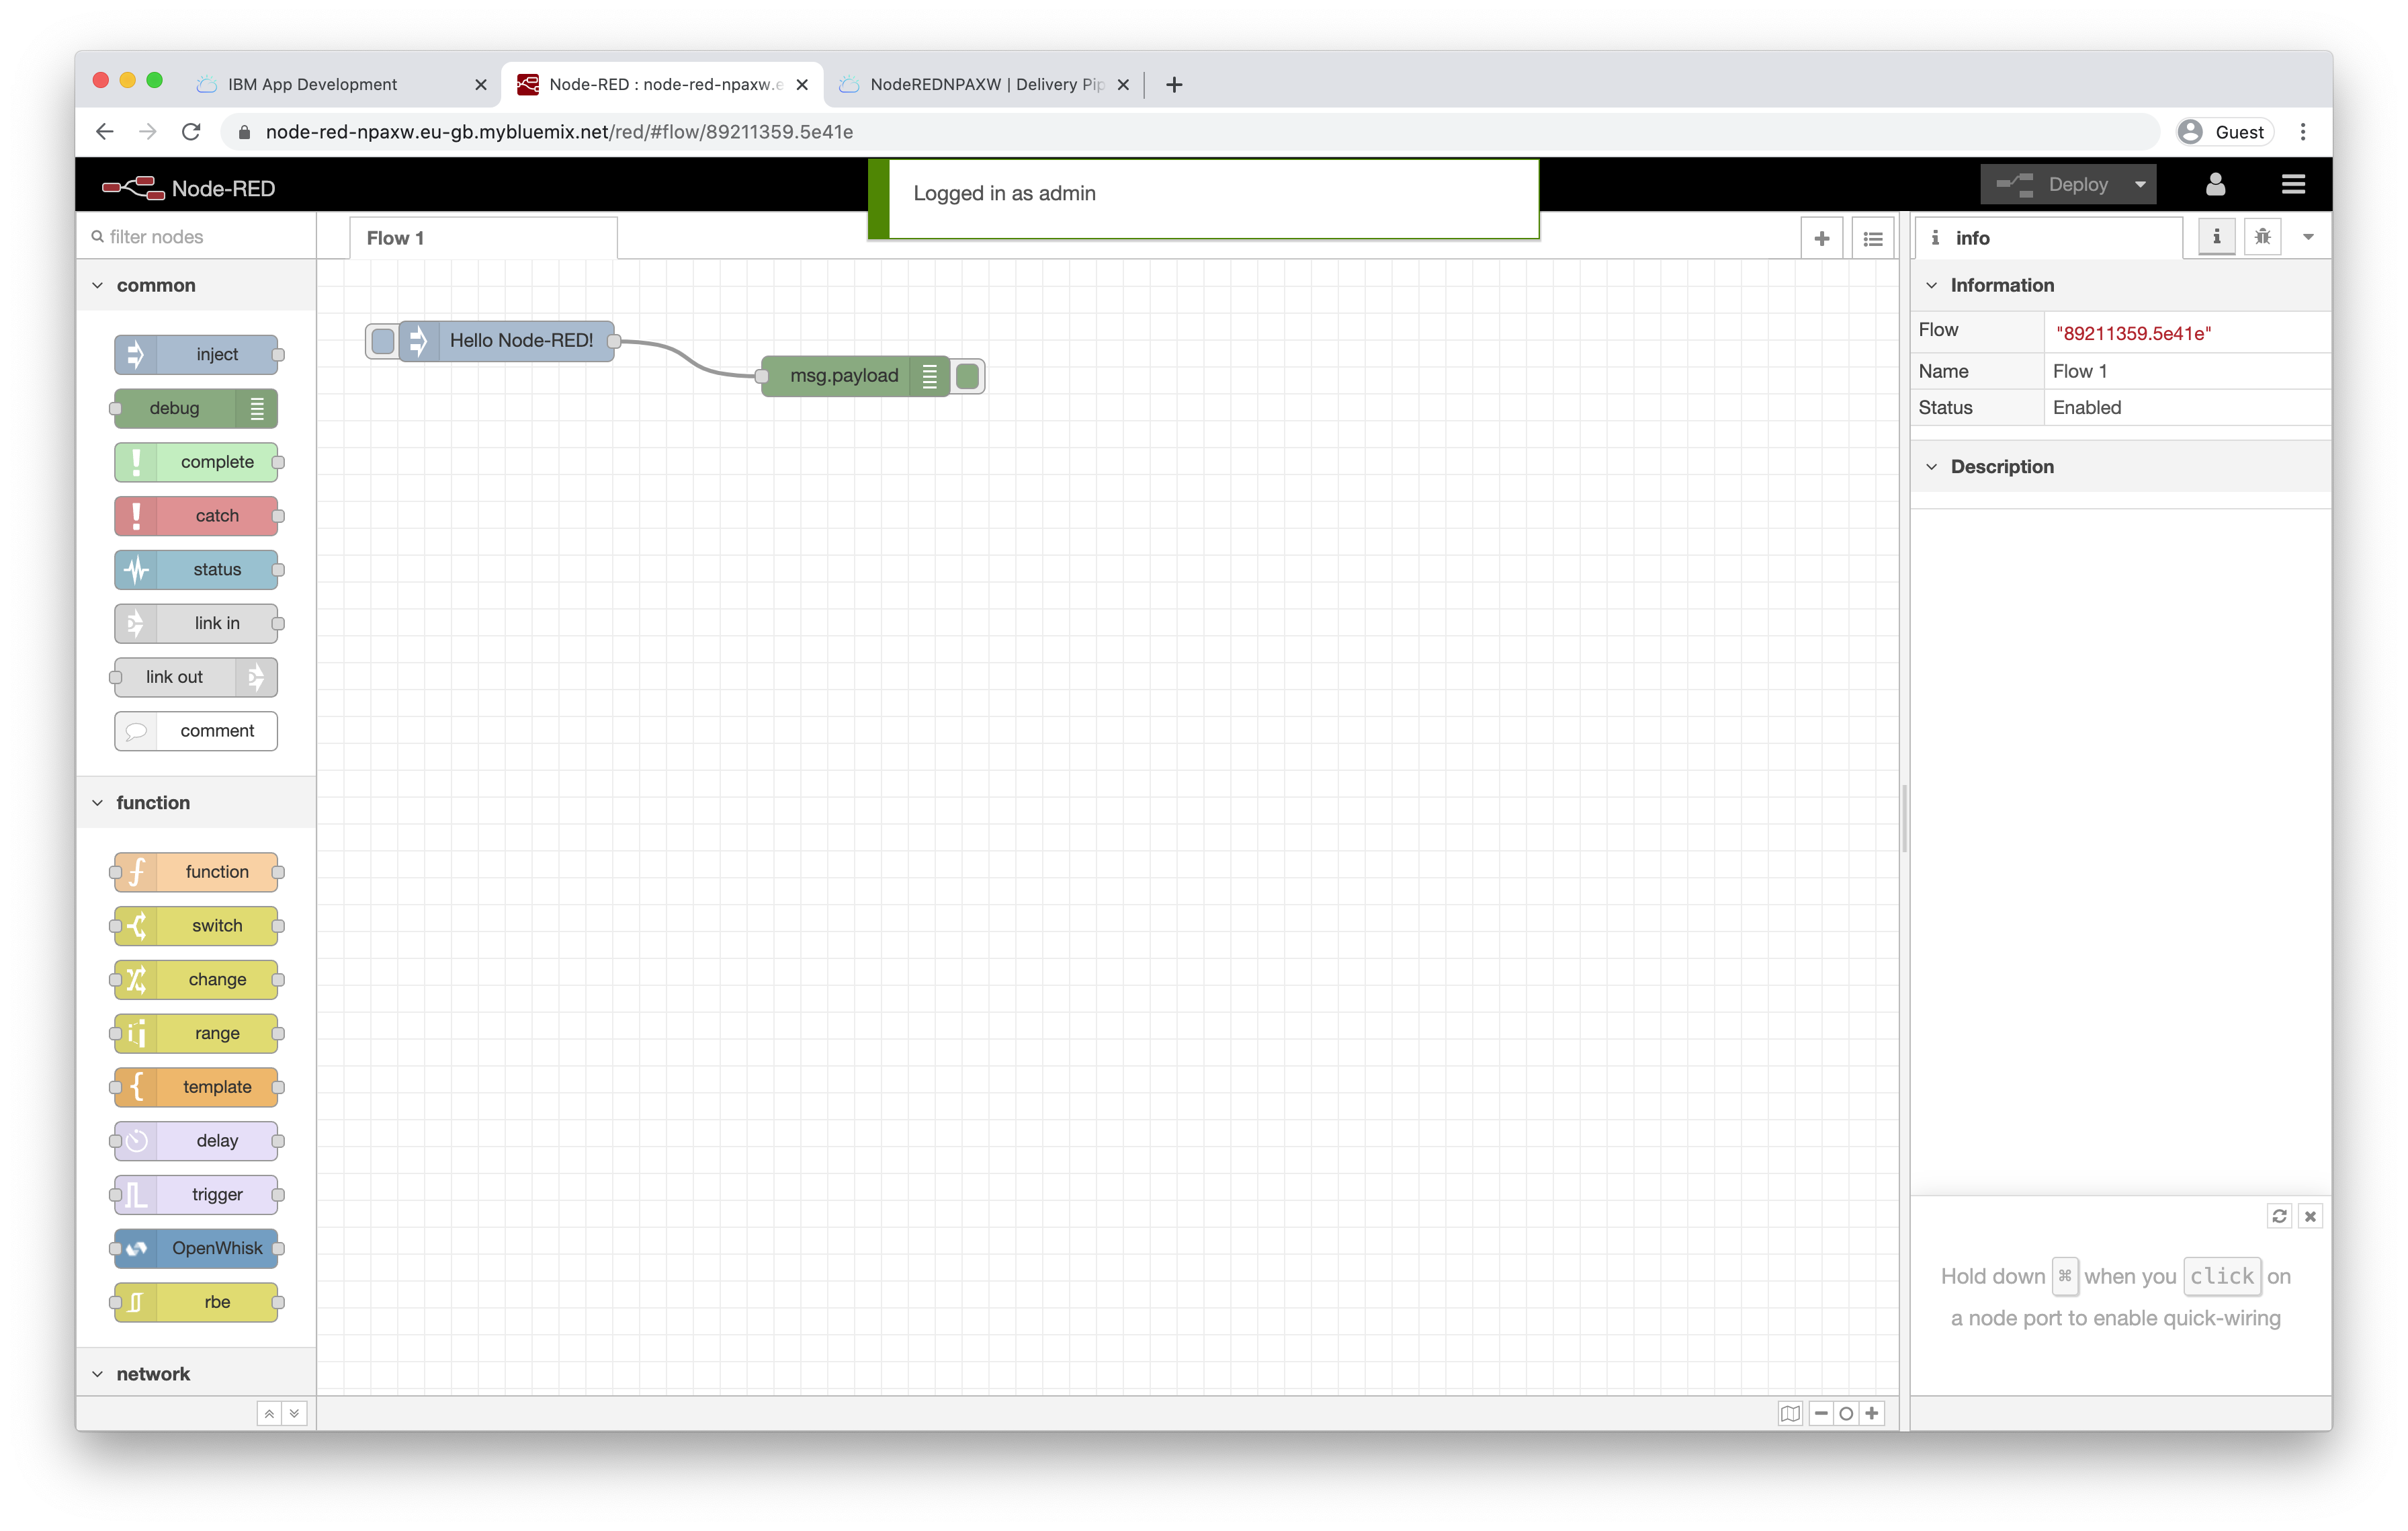 IBM App Development
Node-RED : node-red-npaxw.e
NodeREDNPAXW | Delivery Pip
node-red-npaxw.eu-gb.mybluemix.net/red/#flow/89211359.5e41e
Guest
Node-RED
Logged in as admin
Deploy
filter nodes
Flow 1
info
common
inject
debug
complete
catch
status
link in
link out
comment
function
function
switch
change
range
template
delay
trigger
OpenWhisk
rbe
network
Hello Node-RED!
msg.payload
Information
Flow "89211359.5e41e"
Name Flow 1
Status Enabled
Description
Hold down ⌘ when you click on
a node port to enable quick-wiring